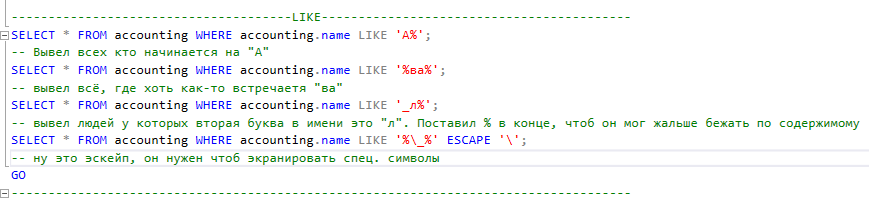 --------------------------------------LIKE------------------------------------------
SELECT * FROM accounting WHERE accounting.name LIKE 'А%';
-- Вывел всех кто начинается на "А"
SELECT * FROM accounting WHERE accounting.name LIKE '%ва%';
-- вывел всё, где хоть как-то встречаетя "ва"
SELECT * FROM accounting WHERE accounting.name LIKE '_л%';
-- вывел людей у которых вторая буква в имени это "л". Поставил % в конце, чтоб он мог жальше бежать по содержимому
SELECT * FROM accounting WHERE accounting.name LIKE '%\_%' ESCAPE '\';
-- ну это эскейп, он нужен чтоб экранировать спец. символы
GO
------------------------------------------------------------------------------------